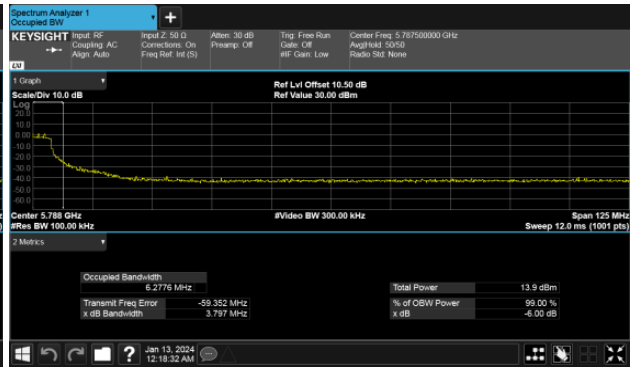 Spectrum Analyzer 1
Occupied BW
KEYSIGHT
Input: RF
Coupling: AC
Align: Auto
Input Z: 50 Ω
Corrections: On
Freq Ref: Int (S)
Atten: 30 dB
Preamp: Off
Trig: Free Run
Gate: Off
#IF Gain: Low
Center Freq: 5.787500000 GHz
Avg|Hold: 50/50
Radio Std: None
LXI
1 Graph
Scale/Div 10.0 dB
Ref Lvl Offset 10.50 dB
Ref Value 30.00 dBm
Log
20.0
10.0
0.00
-10.0
-20.0
-30.0
-40.0
-50.0
-60.0
Center 5.788 GHz
#Res BW 100.00 kHz
#Video BW 300.00 kHz
Span 125 MHz
Sweep 12.0 ms (1001 pts)
2 Metrics
Occupied Bandwidth
6.2776 MHz
Transmit Freq Error -59.352 MHz
x dB Bandwidth 3.797 MHz
Total Power 13.9 dBm
% of OBW Power 99.00 %
x dB -6.00 dB
Jan 13, 2024
12:18:32 AM